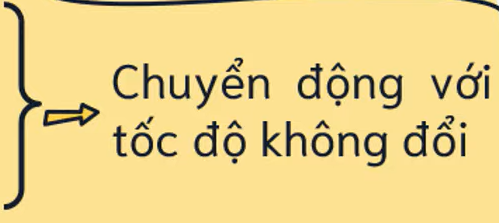 Chuyển động với
tốc độ không đổi